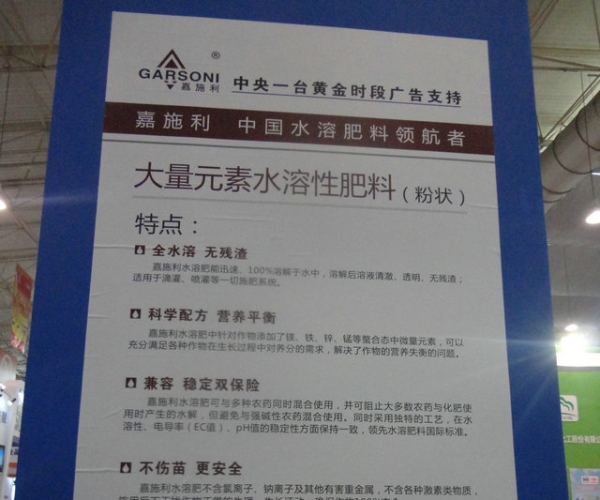 GARSONI ®
嘉施利
中央一台黄金时段广告支持
嘉施利 中国水溶肥料领航者
大量元素水溶性肥料（粉状）
特点：
全水溶 无残渣
嘉施利水溶肥能迅速、100%溶解于水中，溶解后溶液清澈、透明、无残渣；
适用于滴灌、喷灌等一切施肥系统。
科学配方 营养平衡
嘉施利水溶肥中针对作物添加了镁、铁、锌、锰等螯合态中微量元素，可以
充分满足各种作物在生长过程中对养分的需求，解决了作物的营养失衡的问题。
兼容 稳定双保险
嘉施利水溶肥可与多种农药同时混合使用，并可阻止大多数农药与化肥使
用时产生的水解，但避免与强碱性农药混合使用。同时采用独特的工艺，在水
溶性、电导率（EC值）、pH值的稳定性方面保持一致，领先水溶肥料国际标准。
不伤苗 更安全
嘉施利水溶肥不含氯离子、钠离子及其他有害重金属，不含各种激素类物质，